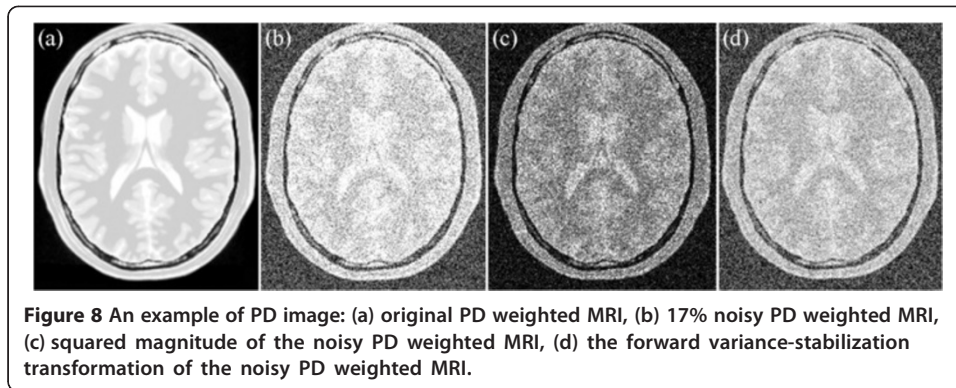 (a) (b) (c) (d)
Figure 8 An example of PD image: (a) original PD weighted MRI, (b) 17% noisy PD weighted MRI,
(c) squared magnitude of the noisy PD weighted MRI, (d) the forward variance-stabilization
transformation of the noisy PD weighted MRI.